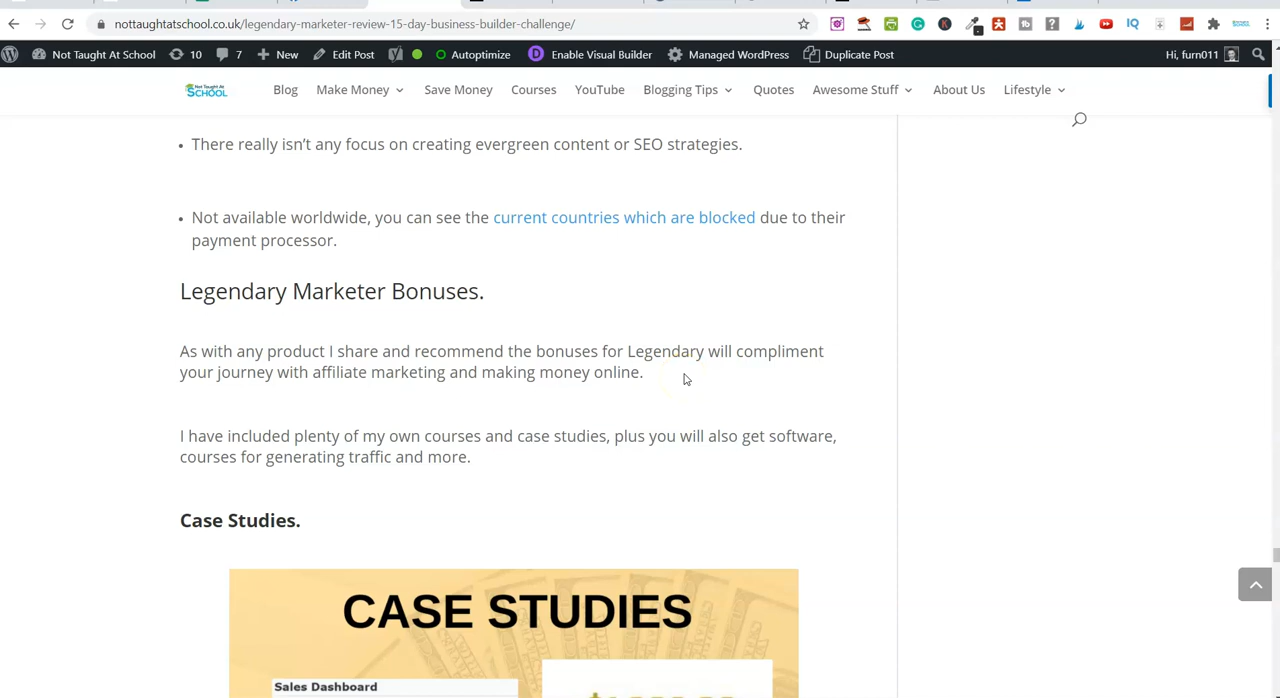 nottaughtatschool.co.uk/legendary-marketer-review-15-day-business-builder-challenge/
Not Taught At School 10 7 New Edit Post Autoptimize Enable Visual Builder Managed WordPress Duplicate Post Hi, furn011
Not Taught At
SCHOOL
Blog Make Money Save Money Courses YouTube Blogging Tips Quotes Awesome Stuff About Us Lifestyle
• There really isn't any focus on creating evergreen content or SEO strategies.
• Not available worldwide, you can see the current countries which are blocked due to their
payment processor.
Legendary Marketer Bonuses.
As with any product I share and recommend the bonuses for Legendary will compliment
your journey with affiliate marketing and making money online.
I have included plenty of my own courses and case studies, plus you will also get software,
courses for generating traffic and more.
Case Studies.
CASE STUDIES
Sales Dashboard